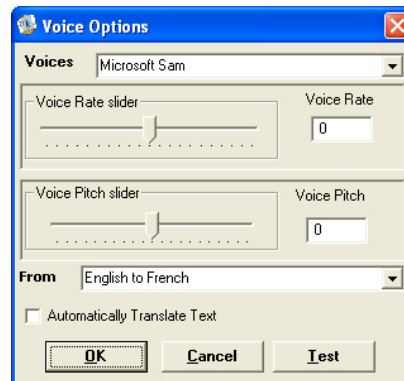 Voice Options
Voices Microsoft Sam
Voice Rate slider Voice Rate
0
Voice Pitch slider Voice Pitch
0
From English to French
Automatically Translate Text
OK Cancel Test